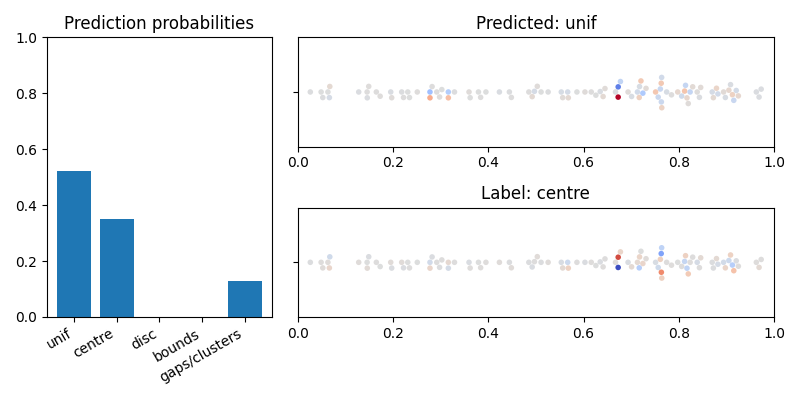 Prediction probabilities
1.0
0.8
0.6
0.4
0.2
0.0
unif
centre
disc
bounds
gaps/clusters
Predicted: unif
0.0 0.2 0.4 0.6 0.8 1.0
Label: centre
0.0 0.2 0.4 0.6 0.8 1.0